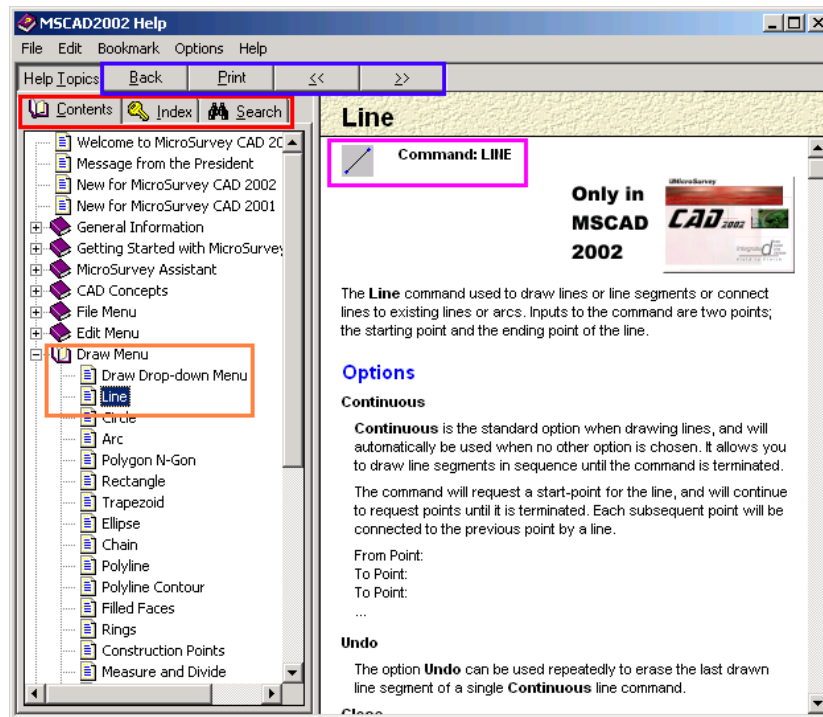 MSCAD2002 Help
File Edit Bookmark Options Help
Help Topics Back Print << >>
Contents Index Search
Welcome to MicroSurvey CAD 20
Message from the President
New for MicroSurvey CAD 2002
New for MicroSurvey CAD 2001
General Information
Getting Started with MicroSurvey
MicroSurvey Assistant
CAD Concepts
File Menu
Edit Menu
Draw Menu
Draw Drop-down Menu
Line
Circle
Arc
Polygon N-Gon
Rectangle
Trapezoid
Ellipse
Chain
Polyline
Polyline Contour
Filled Faces
Rings
Construction Points
Measure and Divide
Line
Command: LINE
Only in
MSCAD
2002
MicroSurvey
CAD 2002
The Line command used to draw lines or line segments or connect
lines to existing lines or arcs. Inputs to the command are two points;
the starting point and the ending point of the line.
Options
Continuous
Continuous is the standard option when drawing lines, and will
automatically be used when no other option is chosen. It allows you
to draw line segments in sequence until the command is terminated.
The command will request a start-point for the line, and will continue
to request points until it is terminated. Each subsequent point will be
connected to the previous point by a line.
From Point:
To Point:
To Point:
...
Undo
The option Undo can be used repeatedly to erase the last drawn
line segment of a single Continuous line command.
Close